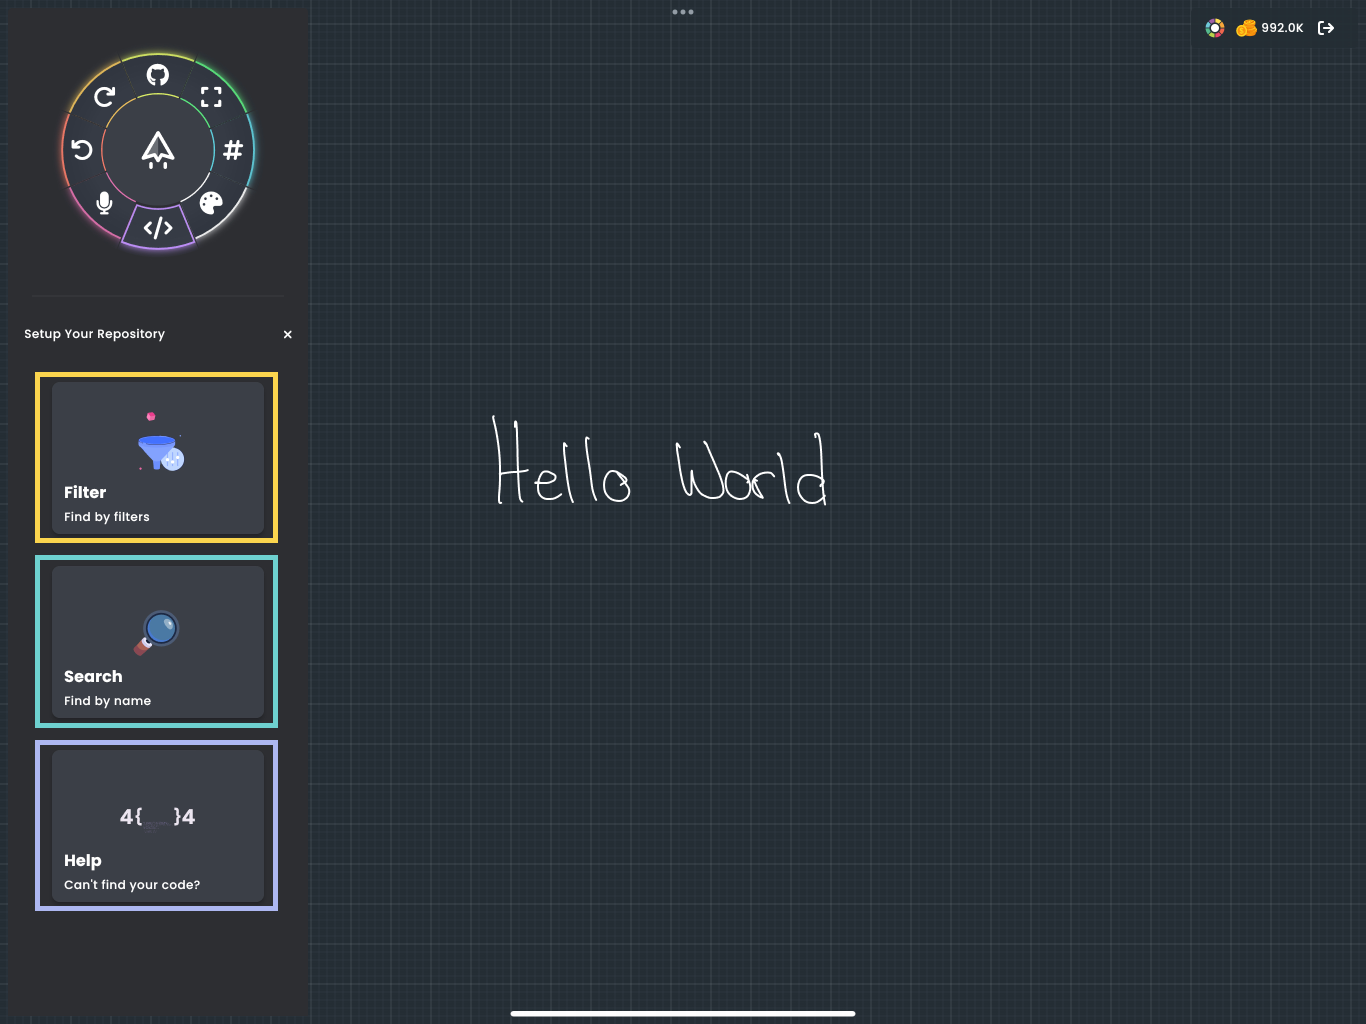 992.0K
Setup Your Repository
Filter
Find by filters
Search
Find by name
4{ }4
Help
Can't find your code?
Hello World